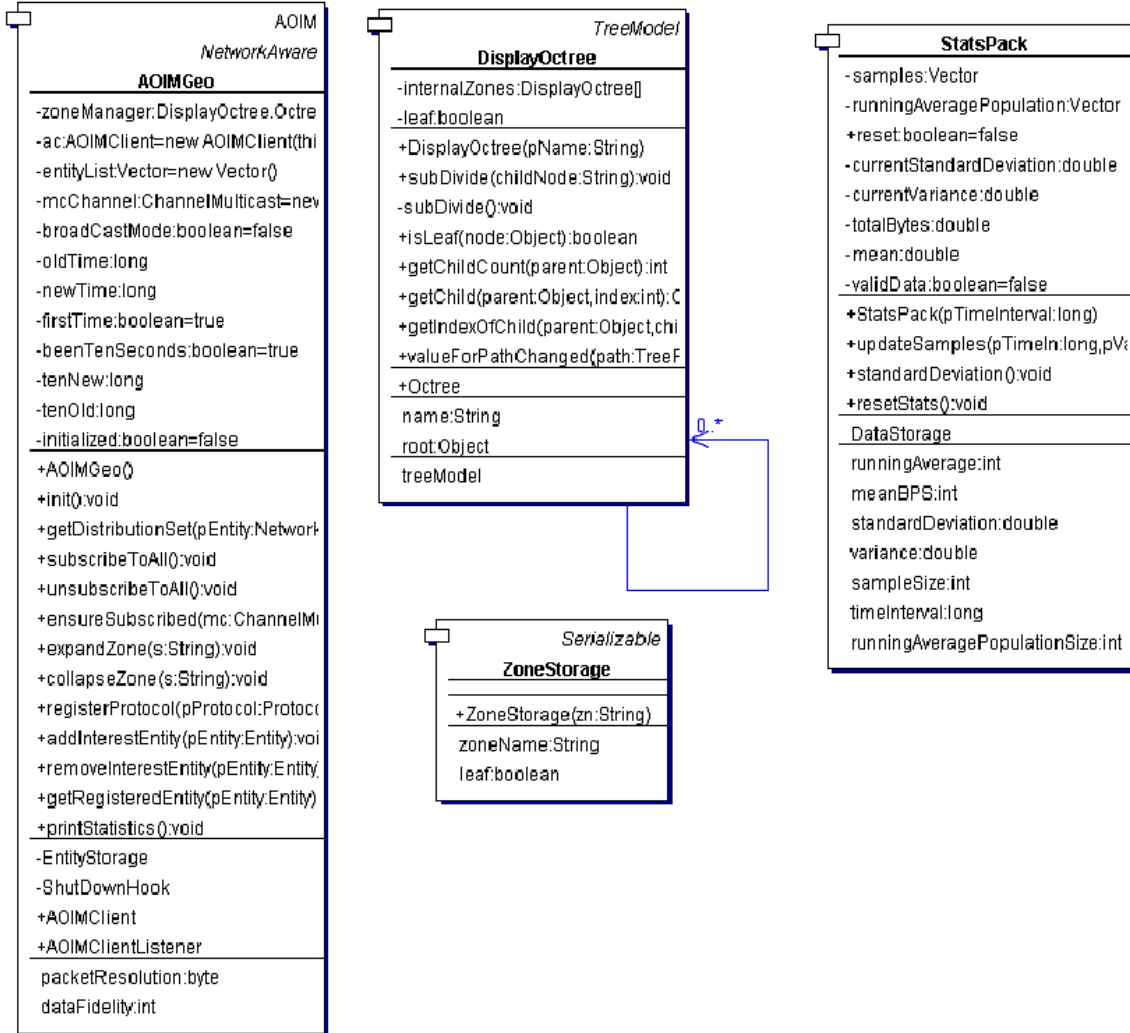 AOIM
NetworkAware
AOIMGeo
-zoneManager:DisplayOctree.Octre
-ac:AOIMClient=new AOIMClient(thi
-entityList:Vector=new Vector()
-mcChannel:ChannelMulticast=new
-broadCastMode:boolean=false
-oldTime:long
-newTime:long
-firstTime:boolean=true
-beenTenSeconds:boolean=true
-tenNew:long
-tenOld:long
-initialized:boolean=false
+AOIMGeo()
+init():void
+getDistributionSet(pEntity:Network
+subscribeToAll():void
+unsubscribeToAll():void
+ensureSubscribed(mc:ChannelMu
+expandZone(s:String):void
+collapseZone(s:String):void
+registerProtocol(pProtocol:Protoco
+addInterestEntity(pEntity:Entity):voi
+removeInterestEntity(pEntity:Entity)
+getRegisteredEntity(pEntity:Entity)
+printStatistics():void
-EntityStorage
-ShutDownHook
+AOIMClient
+AOIMClientListener
packetResolution:byte
dataFidelity:int
TreeModel
DisplayOctree
-internalZones:DisplayOctree[]
-leaf:boolean
+DisplayOctree(pName:String)
+subDivide(childNode:String):void
-subDivide():void
+isLeaf(node:Object):boolean
+getChildCount(parent:Object):int
+getChild(parent:Object,index:int):O
+getIndexOfChild(parent:Object,chi
+valueForPathChanged(path:TreeP
+Octree
name:String
root:Object
treeModel
0..*
Serializable
ZoneStorage
+ZoneStorage(zn:String)
zoneName:String
leaf:boolean
StatsPack
-samples:Vector
-runningAveragePopulation:Vector
+reset:boolean=false
-currentStandardDeviation:double
-currentVariance:double
-totalBytes:double
-mean:double
-validData:boolean=false
+StatsPack(pTimeInterval:long)
+updateSamples(pTimeIn:long,pVa
+standardDeviation():void
+resetStats():void
DataStorage
runningAverage:int
meanBPS:int
standardDeviation:double
variance:double
sampleSize:int
timeInterval:long
runningAveragePopulationSize:int